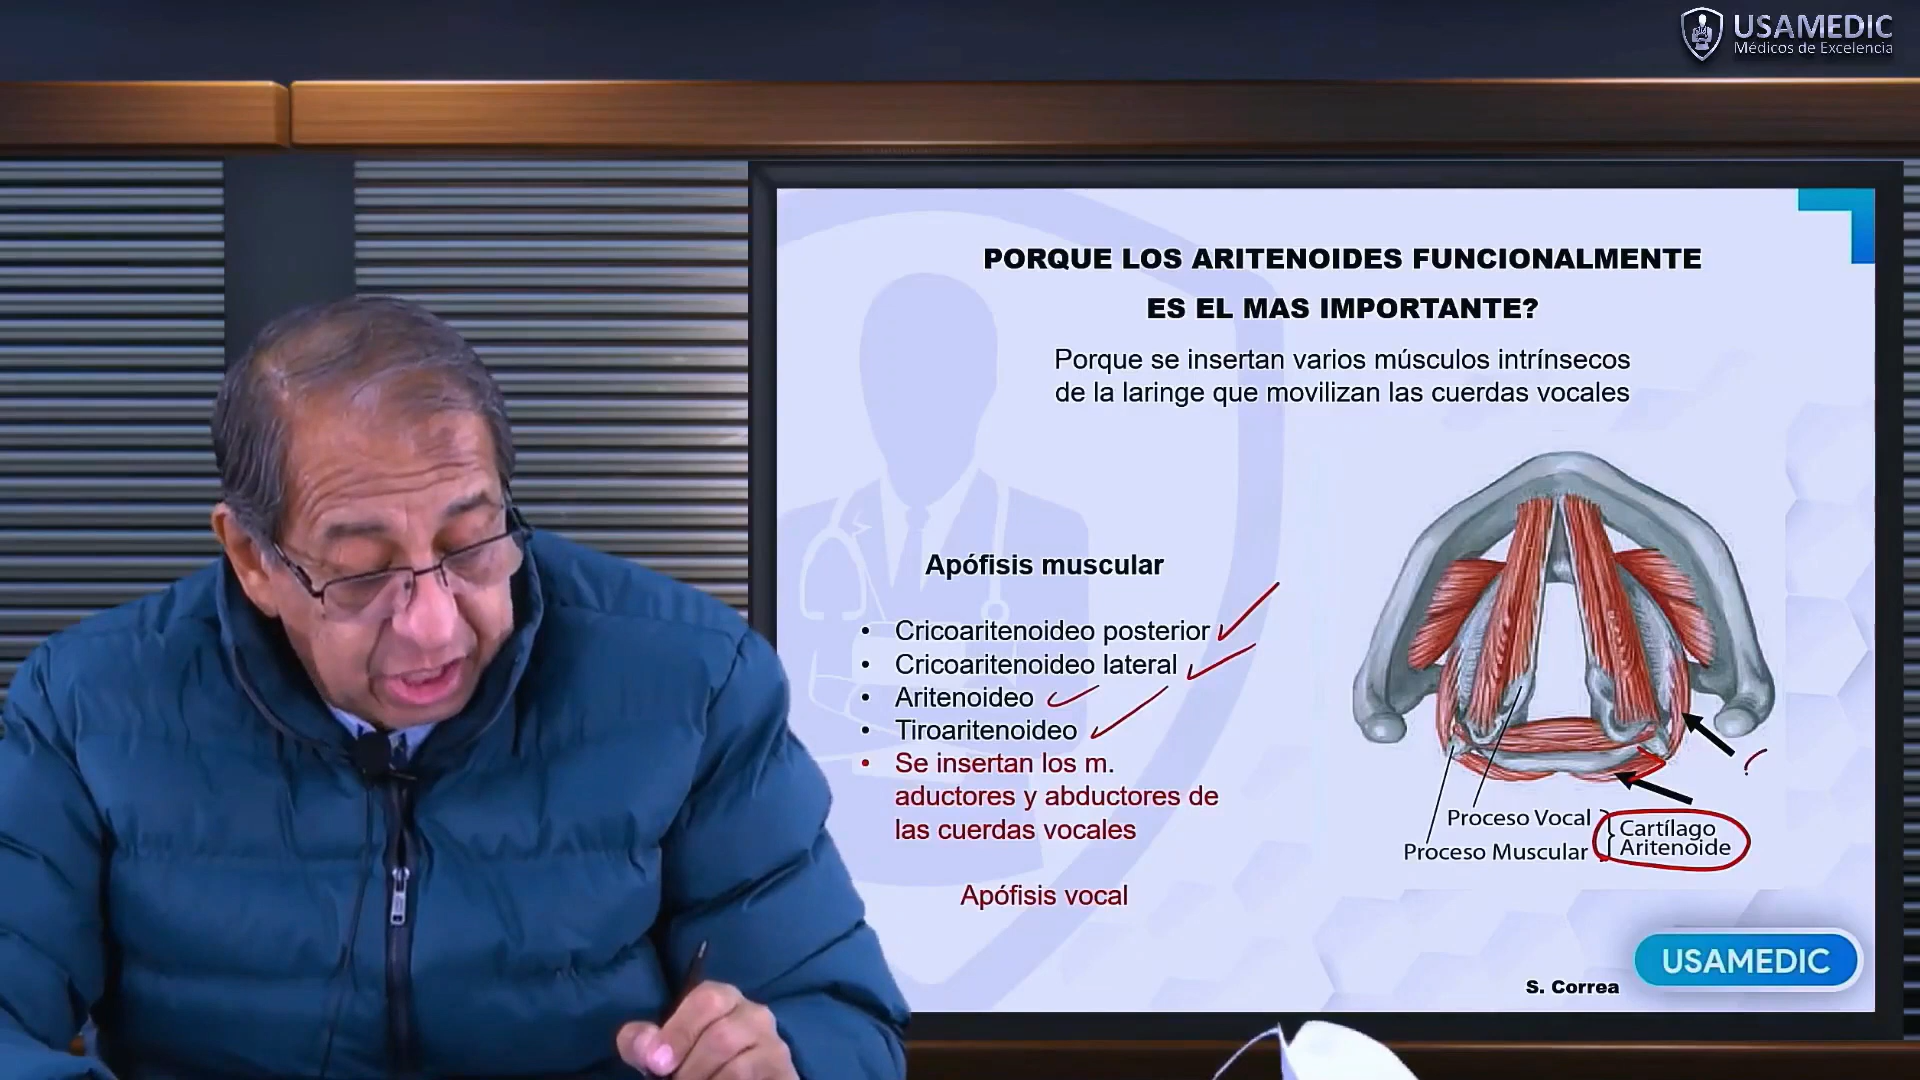 USAMEDIC
Médicos de Excelencia
PORQUE LOS ARITENOIDES FUNCIONALMENTE
ES EL MAS IMPORTANTE?
Porque se insertan varios músculos intrínsecos
de la laringe que movilizan las cuerdas vocales
Apófisis muscular
• Cricoaritenoideo posterior
• Cricoaritenoideo lateral
• Aritenoideo
• Tiroaritenoideo
• Se insertan los m.
aductores y abductores de
las cuerdas vocales
Apófisis vocal
Proceso Vocal
Proceso Muscular
Cartílago
Aritenoide
S. Correa
USAMEDIC